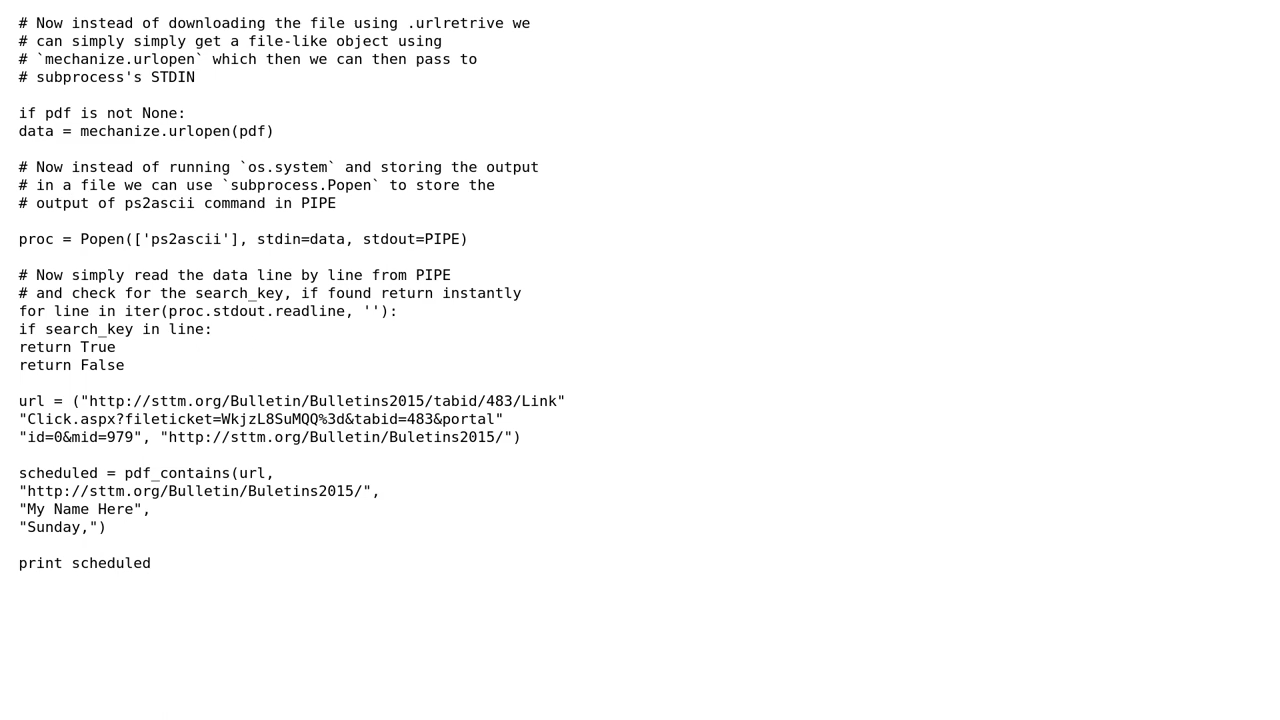 # Now instead of downloading the file using .urlretrive we
# can simply simply get a file-like object using
# `mechanize.urlopen` which then we can then pass to
# subprocess's STDIN

if pdf is not None:
data = mechanize.urlopen(pdf)

# Now instead of running `os.system` and storing the output
# in a file we can use `subprocess.Popen` to store the
# output of ps2ascii command in PIPE

proc = Popen(['ps2ascii'], stdin=data, stdout=PIPE)

# Now simply read the data line by line from PIPE
# and check for the search_key, if found return instantly
for line in iter(proc.stdout.readline, ''):
if search_key in line:
return True
return False

url = ("http://sttm.org/Bulletin/Bulletins2015/tabid/483/Link"
"Click.aspx?fileticket=WkjzL8SuMQQ%3d&tabid=483&portal"
"id=0&mid=979", "http://sttm.org/Bulletin/Buletins2015/")

scheduled = pdf_contains(url,
"http://sttm.org/Bulletin/Buletins2015/",
"My Name Here",
"Sunday,")

print scheduled